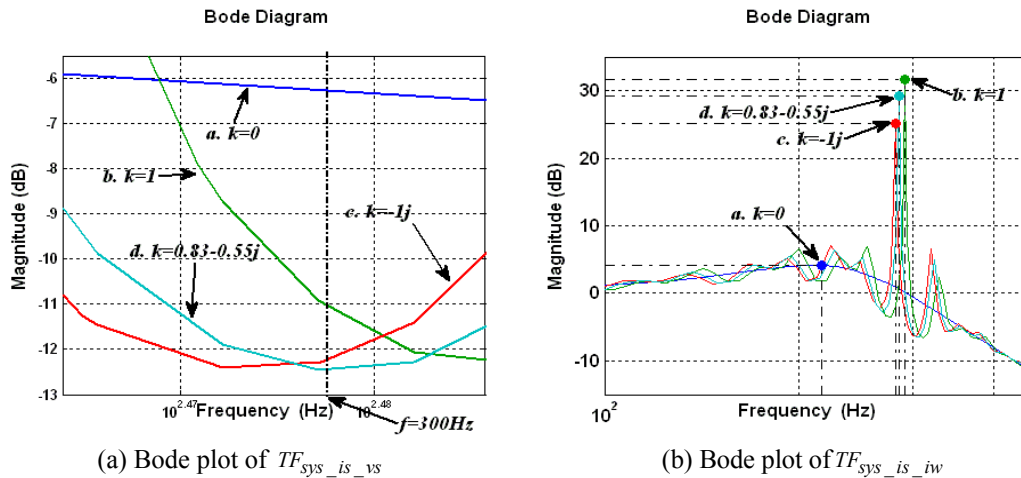 Bode Diagram
-6
-7
-8
-9
-10
-11
-12
-13
Magnitude (dB)
a. k=0
b. k=1
c. k=-1j
d. k=0.83-0.55j
10^2.47
Frequency (Hz)
10^2.48
f=300Hz
(a) Bode plot of TF_sys_is_vs
Bode Diagram
30
20
10
0
-10
Magnitude (dB)
b. k=1
d. k=0.83-0.55j
c. k=-1j
a. k=0
10^2
Frequency (Hz)
(b) Bode plot of TF_sys_is_iw